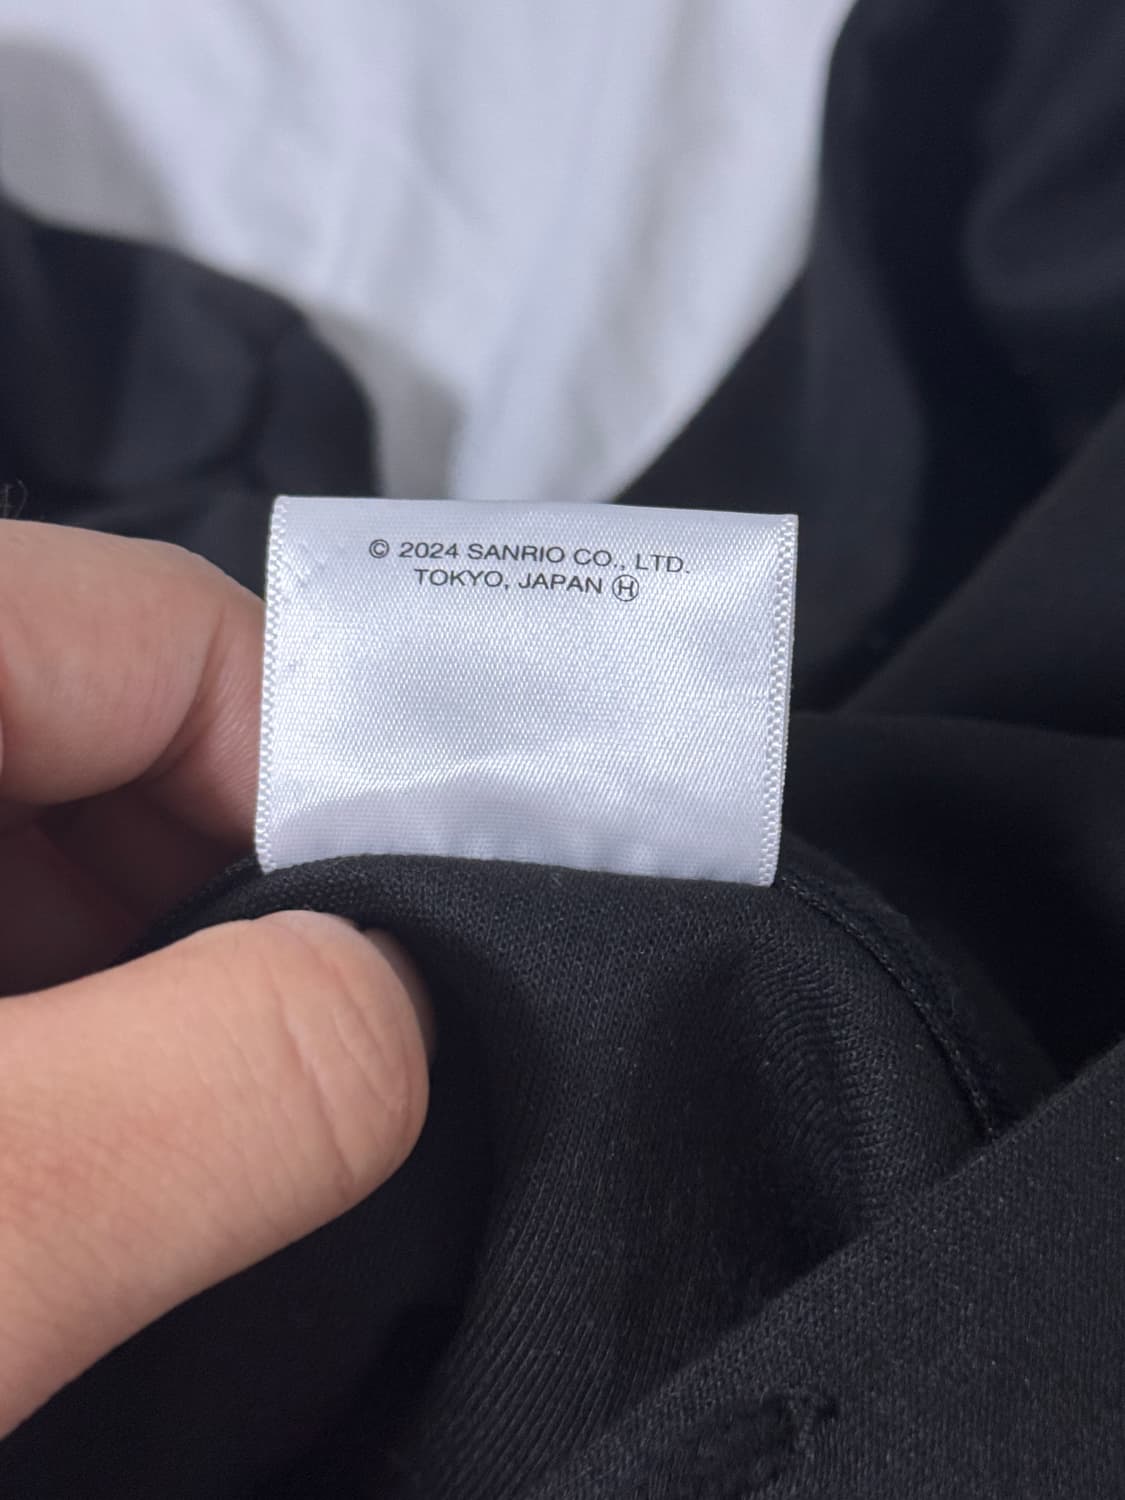 © 2024 SANRIO CO., LTD.
TOKYO, JAPAN Ⓗ